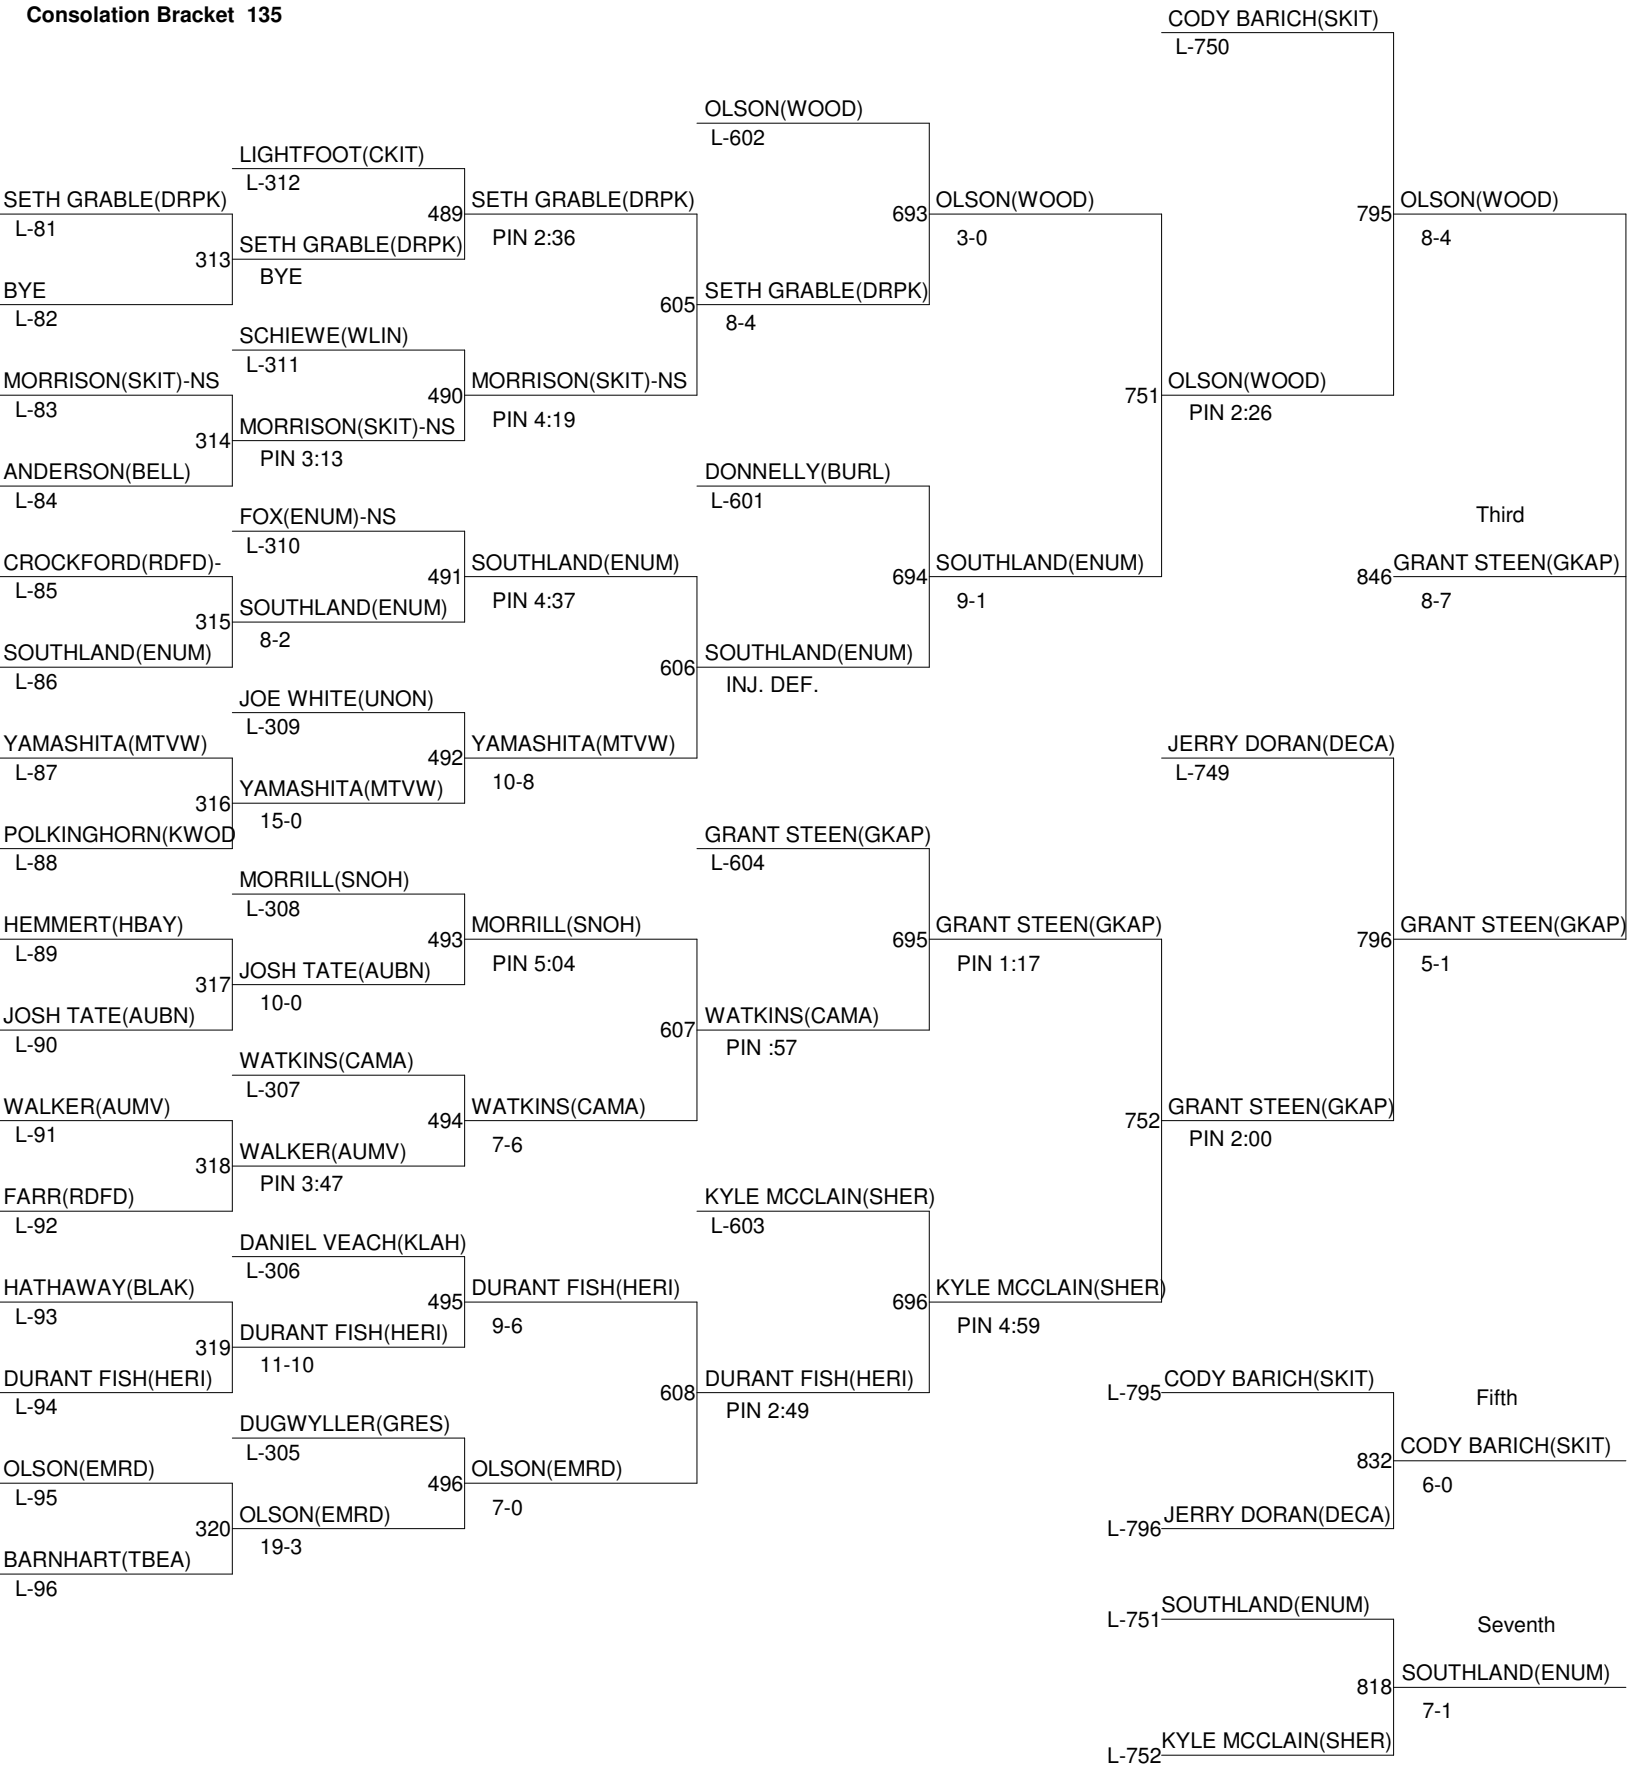 Consolation Bracket 135
CODY BARICH(SKIT)
L-750
OLSON(WOOD)
L-602
LIGHTFOOT(CKIT)
L-312
SETH GRABLE(DRPK)
L-81
489
SETH GRABLE(DRPK)
PIN 2:36
693
OLSON(WOOD)
3-0
795
OLSON(WOOD)
8-4
313
SETH GRABLE(DRPK)
BYE
BYE
L-82
605
SETH GRABLE(DRPK)
8-4
SCHIEWE(WLIN)
L-311
MORRISON(SKIT)-NS
L-83
490
MORRISON(SKIT)-NS
PIN 4:19
751
OLSON(WOOD)
PIN 2:26
314
MORRISON(SKIT)-NS
PIN 3:13
ANDERSON(BELL)
L-84
DONNELLY(BURL)
L-601
FOX(ENUM)-NS
L-310
Third
CROCKFORD(RDFD)-
L-85
491
SOUTHLAND(ENUM)
PIN 4:37
694
SOUTHLAND(ENUM)
9-1
846
GRANT STEEN(GKAP)
8-7
315
SOUTHLAND(ENUM)
8-2
SOUTHLAND(ENUM)
L-86
606
SOUTHLAND(ENUM)
INJ. DEF.
JOE WHITE(UNON)
L-309
YAMASHITA(MTVW)
L-87
492
YAMASHITA(MTVW)
10-8
JERRY DORAN(DECA)
L-749
316
YAMASHITA(MTVW)
15-0
POLKINGHORN(KWOD
L-88
GRANT STEEN(GKAP)
L-604
MORRILL(SNOH)
L-308
HEMMERT(HBAY)
L-89
493
MORRILL(SNOH)
PIN 5:04
695
GRANT STEEN(GKAP)
PIN 1:17
796
GRANT STEEN(GKAP)
5-1
317
JOSH TATE(AUBN)
10-0
JOSH TATE(AUBN)
L-90
607
WATKINS(CAMA)
PIN :57
WATKINS(CAMA)
L-307
WALKER(AUMV)
L-91
494
WATKINS(CAMA)
7-6
752
GRANT STEEN(GKAP)
PIN 2:00
318
WALKER(AUMV)
PIN 3:47
FARR(RDFD)
L-92
KYLE MCCLAIN(SHER)
L-603
DANIEL VEACH(KLAH)
L-306
HATHAWAY(BLAK)
L-93
495
DURANT FISH(HERI)
9-6
696
KYLE MCCLAIN(SHER)
PIN 4:59
319
DURANT FISH(HERI)
11-10
DURANT FISH(HERI)
L-94
608
DURANT FISH(HERI)
PIN 2:49
L-795
CODY BARICH(SKIT)
Fifth
DUGWYLLER(GRES)
L-305
832
CODY BARICH(SKIT)
6-0
OLSON(EMRD)
L-95
496
OLSON(EMRD)
7-0
320
OLSON(EMRD)
19-3
L-796
JERRY DORAN(DECA)
BARNHART(TBEA)
L-96
L-751
SOUTHLAND(ENUM)
Seventh
818
SOUTHLAND(ENUM)
7-1
L-752
KYLE MCCLAIN(SHER)